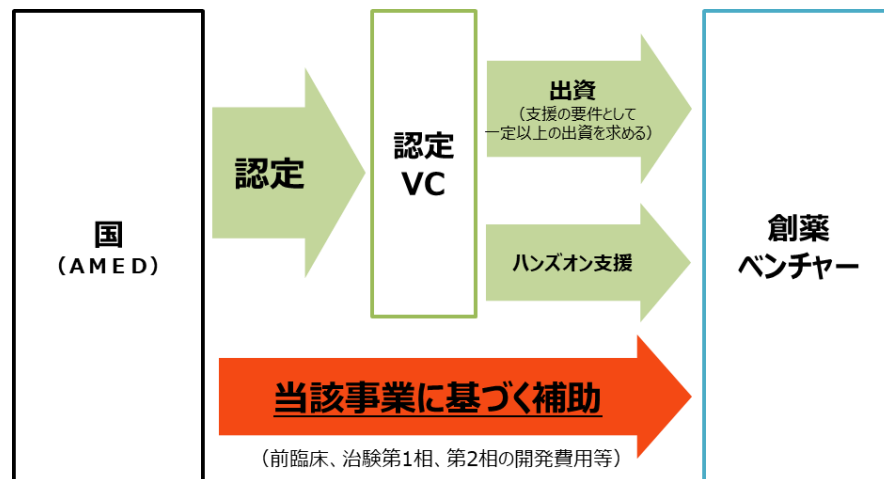 国
（ＡＭＥＤ）
認定
認定
VC
出資
（支援の要件として
一定以上の出資を求める）
ハンズオン支援
創薬
ベンチャー
当該事業に基づく補助
（前臨床、治験第1相、第2相の開発費用等）